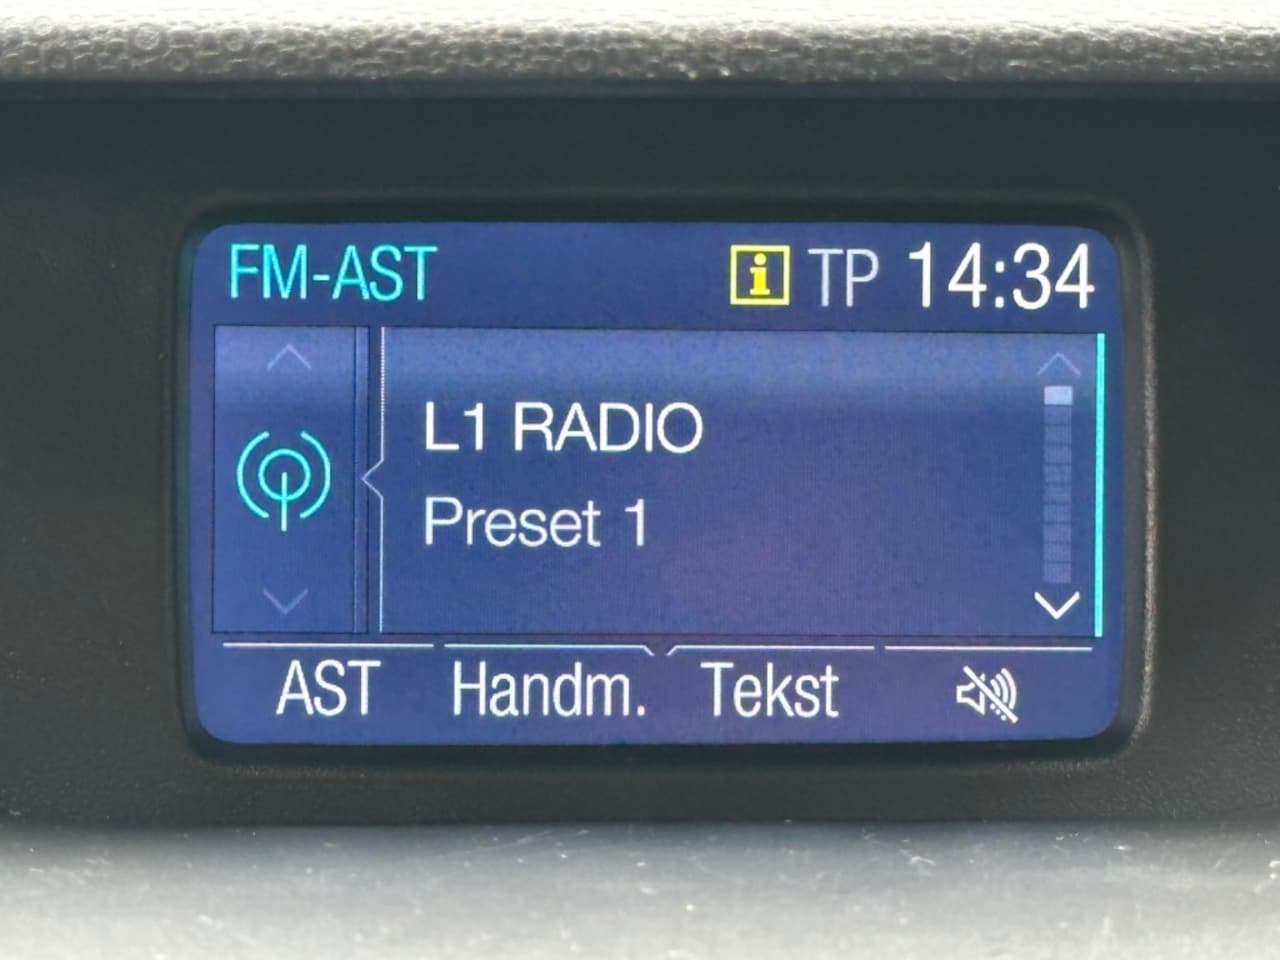 FM-AST i TP 14:34
L1 RADIO
Preset 1
AST Handm. Tekst